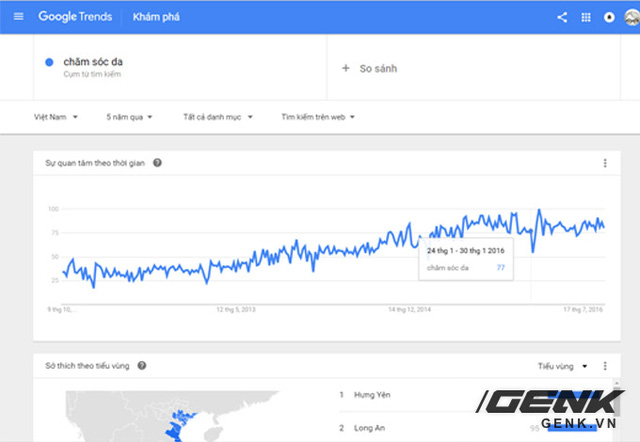 Google Trends Khám phá
chăm sóc da
Cụm từ tìm kiếm
+ So sánh
Việt Nam 5 năm qua Tất cả danh mục Tìm kiếm trên web
Sự quan tâm theo thời gian
100
75
50
25
24 thg 1 - 30 thg 1 2016
chăm sóc da 77
9 thg 10, ... 12 thg 5, 2013 14 thg 12, 2014 17 thg 7, 2016
Sở thích theo tiểu vùng Tiểu vùng
1 Hưng Yên
2 Long An 95
GENK
GENK.VN